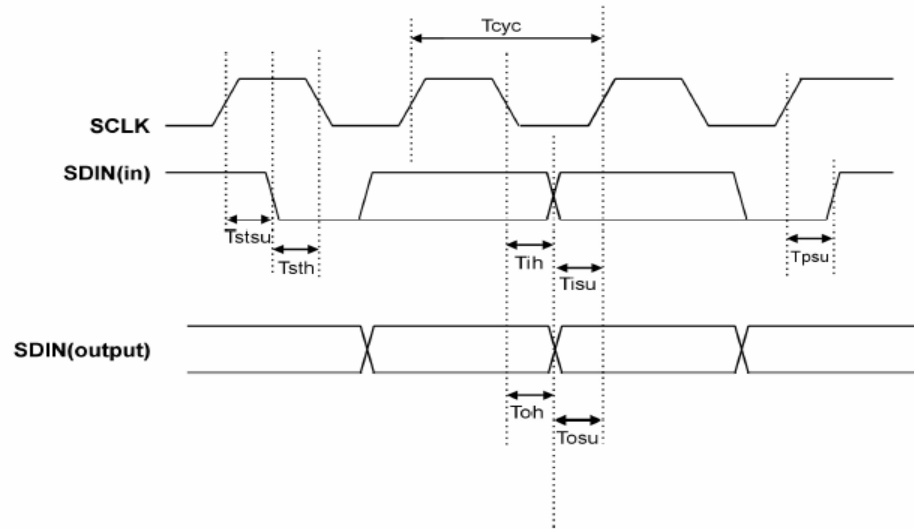 Tcyc
SCLK
SDIN(in)
Tstsu
Tsth
Tih
Tisu
Tpsu
SDIN(output)
Toh
Tosu